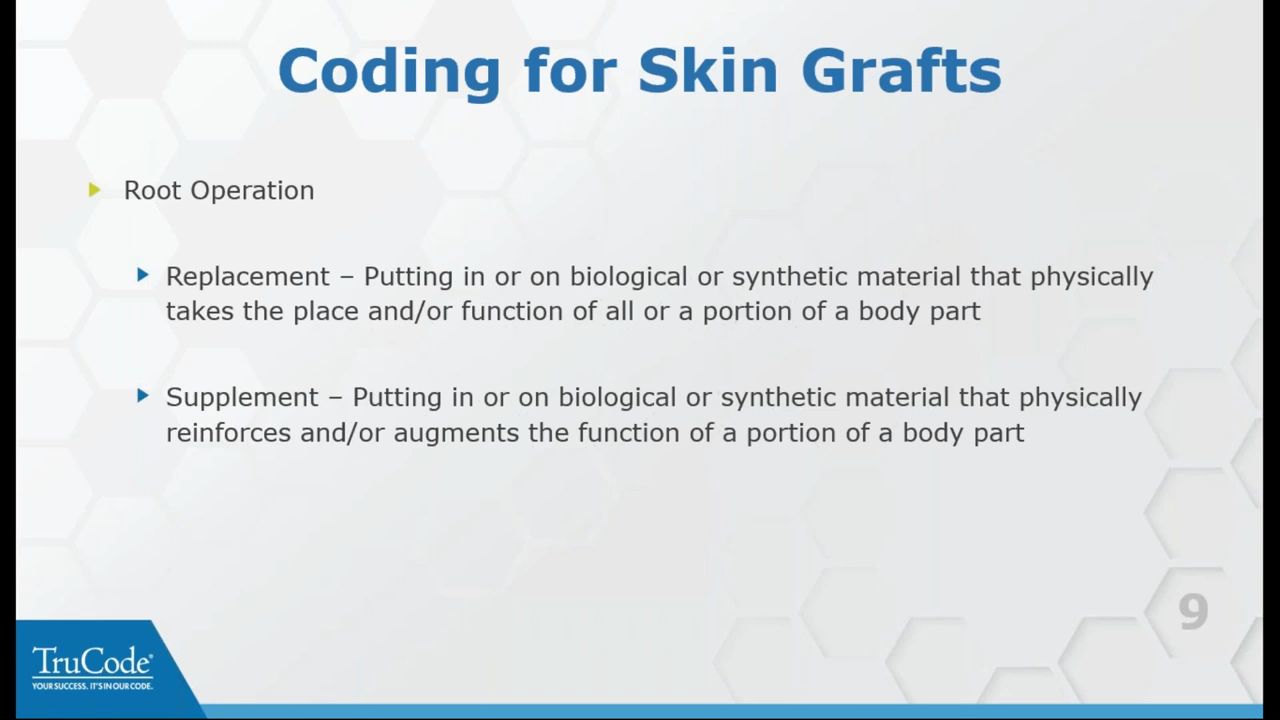 Coding for Skin Grafts
Root Operation
Replacement – Putting in or on biological or synthetic material that physically
takes the place and/or function of all or a portion of a body part
Supplement – Putting in or on biological or synthetic material that physically
reinforces and/or augments the function of a portion of a body part
9
TruCode®
YOUR SUCCESS. IT'S IN OUR CODE.